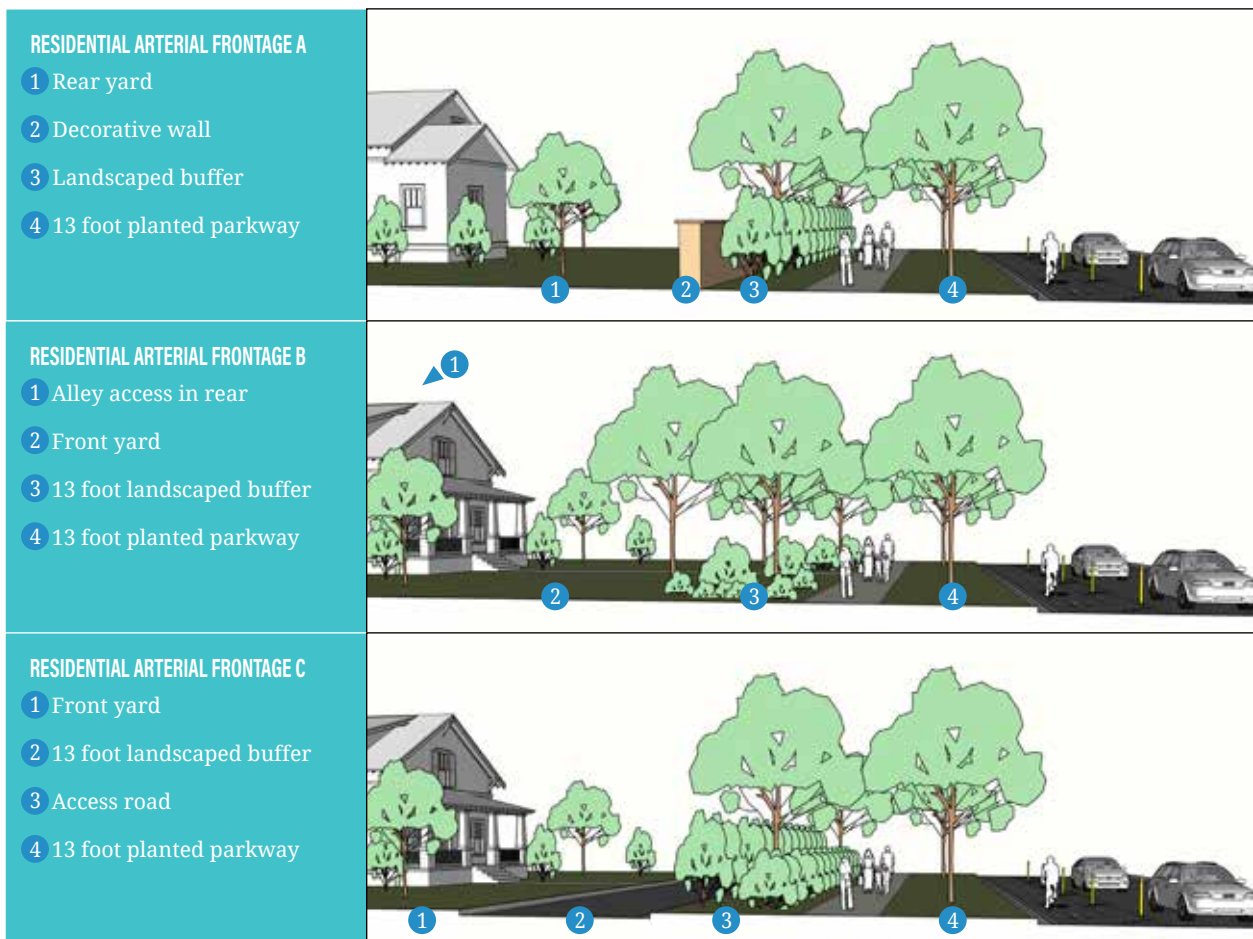 RESIDENTIAL ARTERIAL FRONTAGE A
1 Rear yard
2 Decorative wall
3 Landscaped buffer
4 13 foot planted parkway
1
2
3
4
RESIDENTIAL ARTERIAL FRONTAGE B
1 Alley access in rear
2 Front yard
3 13 foot landscaped buffer
4 13 foot planted parkway
1
2
3
4
RESIDENTIAL ARTERIAL FRONTAGE C
1 Front yard
2 13 foot landscaped buffer
3 Access road
4 13 foot planted parkway
1
2
3
4